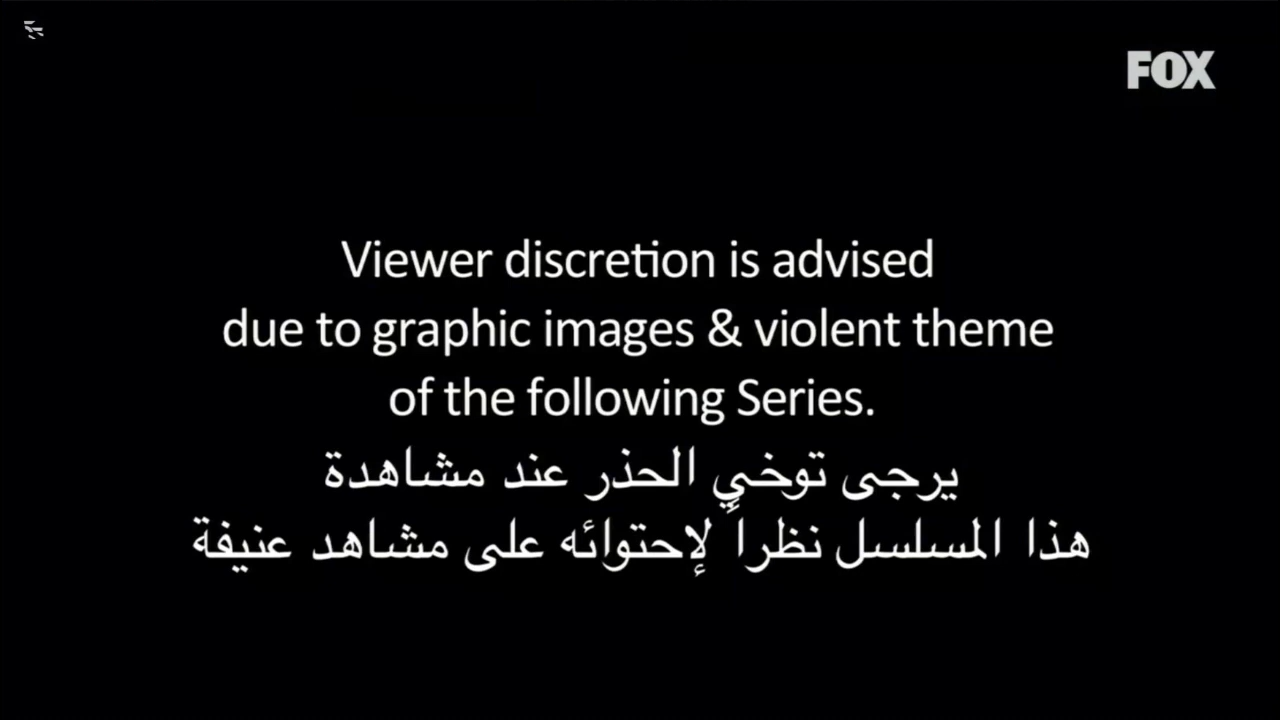 FOX
Viewer discretion is advised
due to graphic images & violent theme
of the following Series.
يرجى توخي الحذر عند مشاهدة
هذا المسلسل نظراً لإحتوائه على مشاهد عنيفة